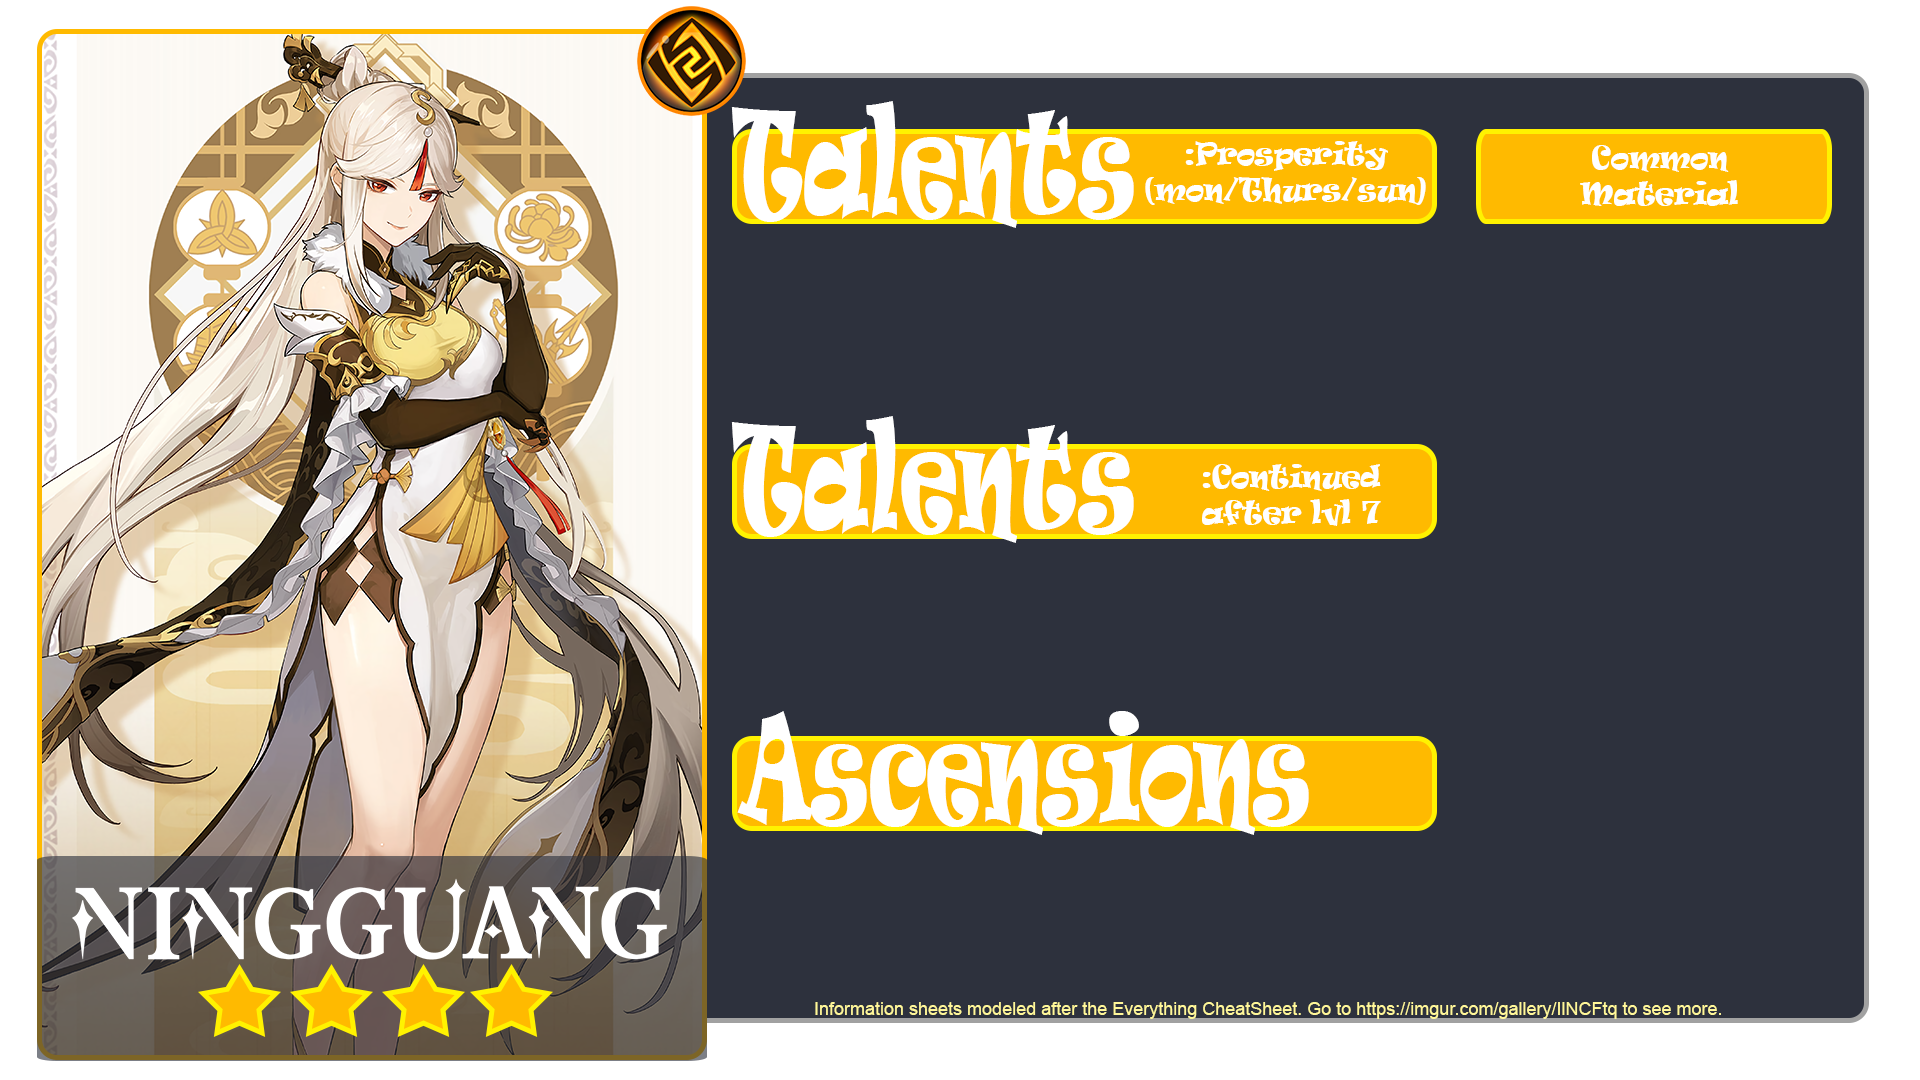 Talents
:Prosperity
(mon/Thurs/sun)
Common
Material
Talents
:Continued
after lvl 7
Ascensions
NINGGUANG
Information sheets modeled after the Everything CheatSheet. Go to https://imgur.com/gallery/IINCFtq to see more.